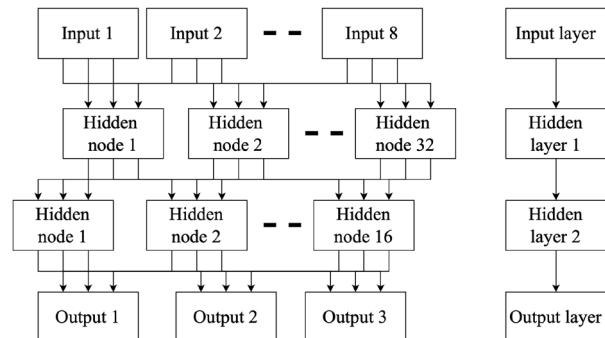 Input 1
Input 2
Input 8
Input layer
Hidden
node 1
Hidden
node 2
Hidden
node 32
Hidden
layer 1
Hidden
node 1
Hidden
node 2
Hidden
node 16
Hidden
layer 2
Output 1
Output 2
Output 3
Output layer